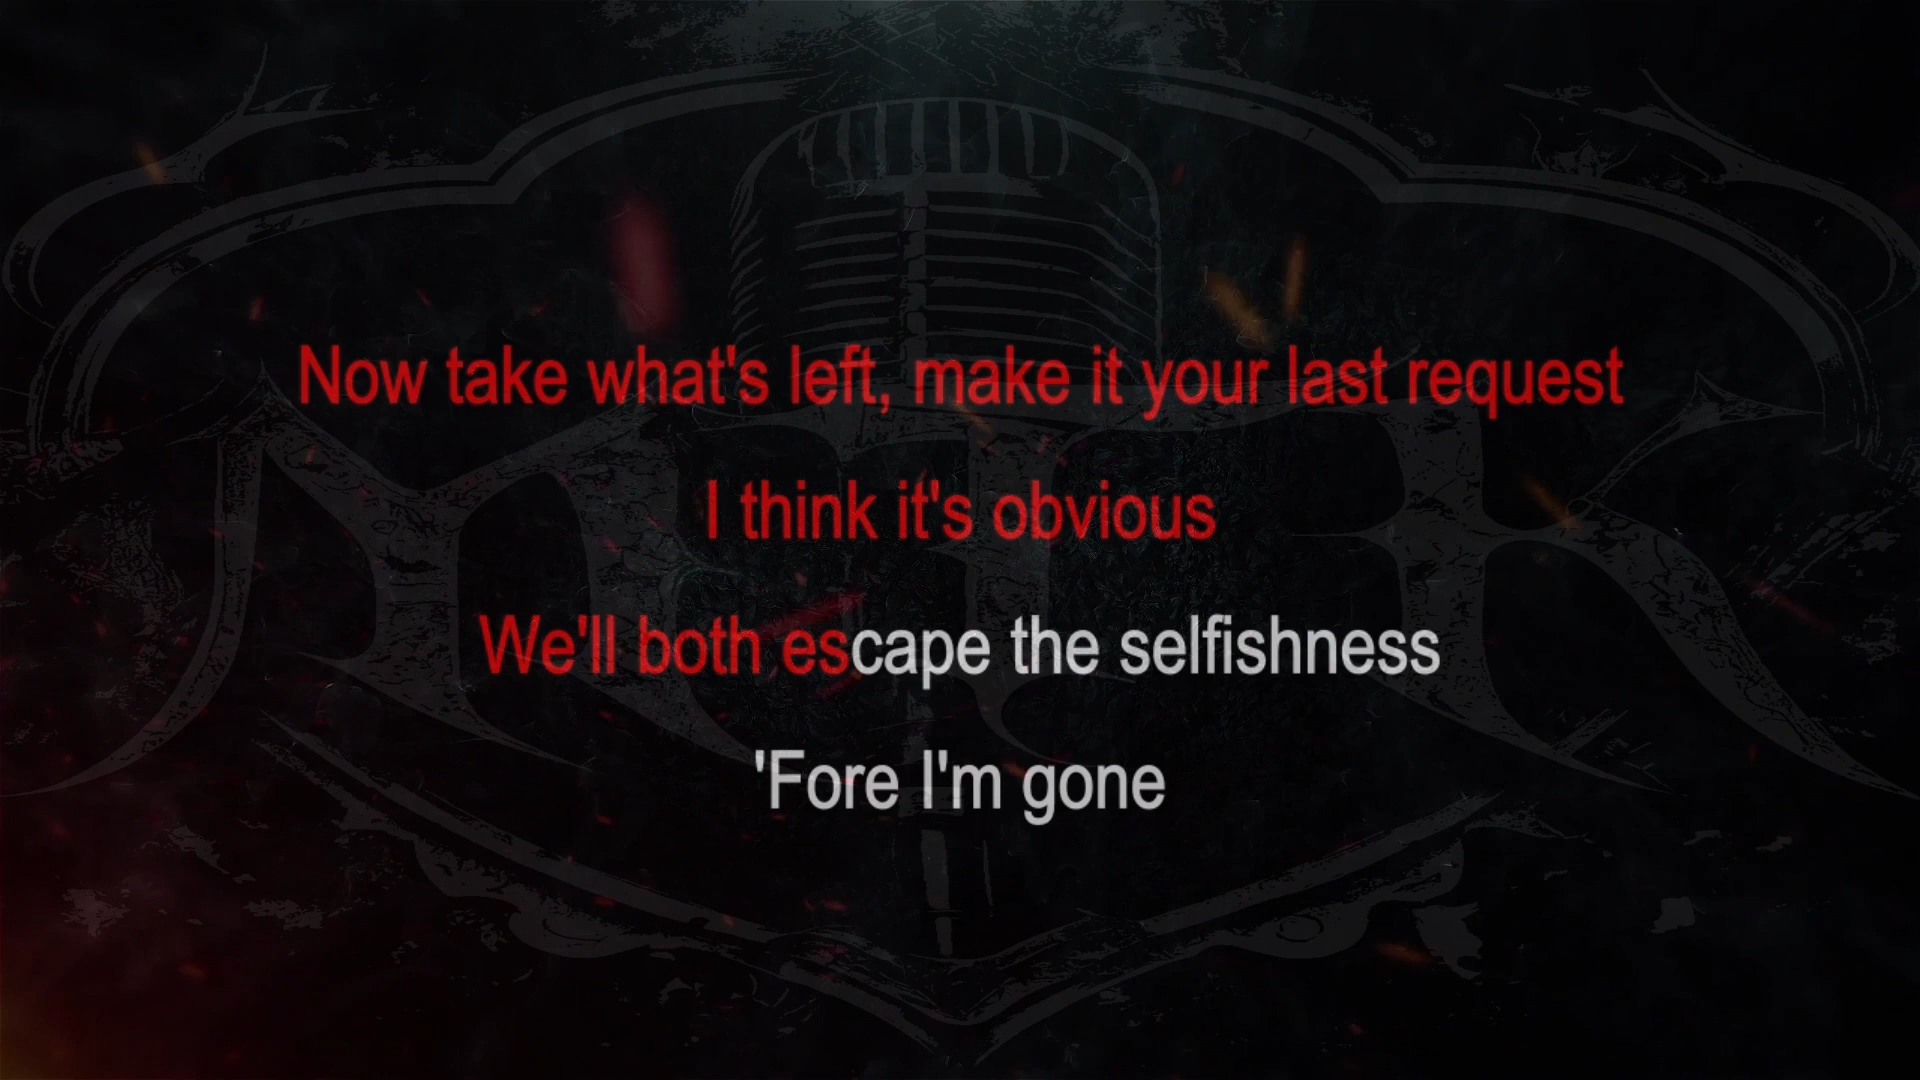 Now take what's left, make it your last request
I think it's obvious
We'll both escape the selfishness
'Fore I'm gone
MTK